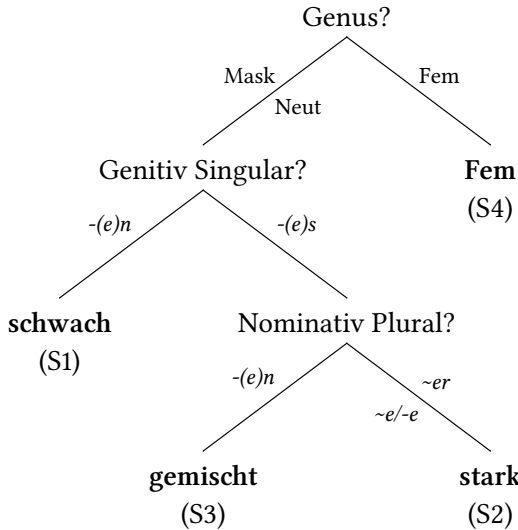 Genus?
Mask
Neut
Fem
Genitiv Singular?
Fem
(S4)
-(e)n
-(e)s
schwach
(S1)
Nominativ Plural?
-(e)n
~er
~e/-e
gemischt
(S3)
stark
(S2)